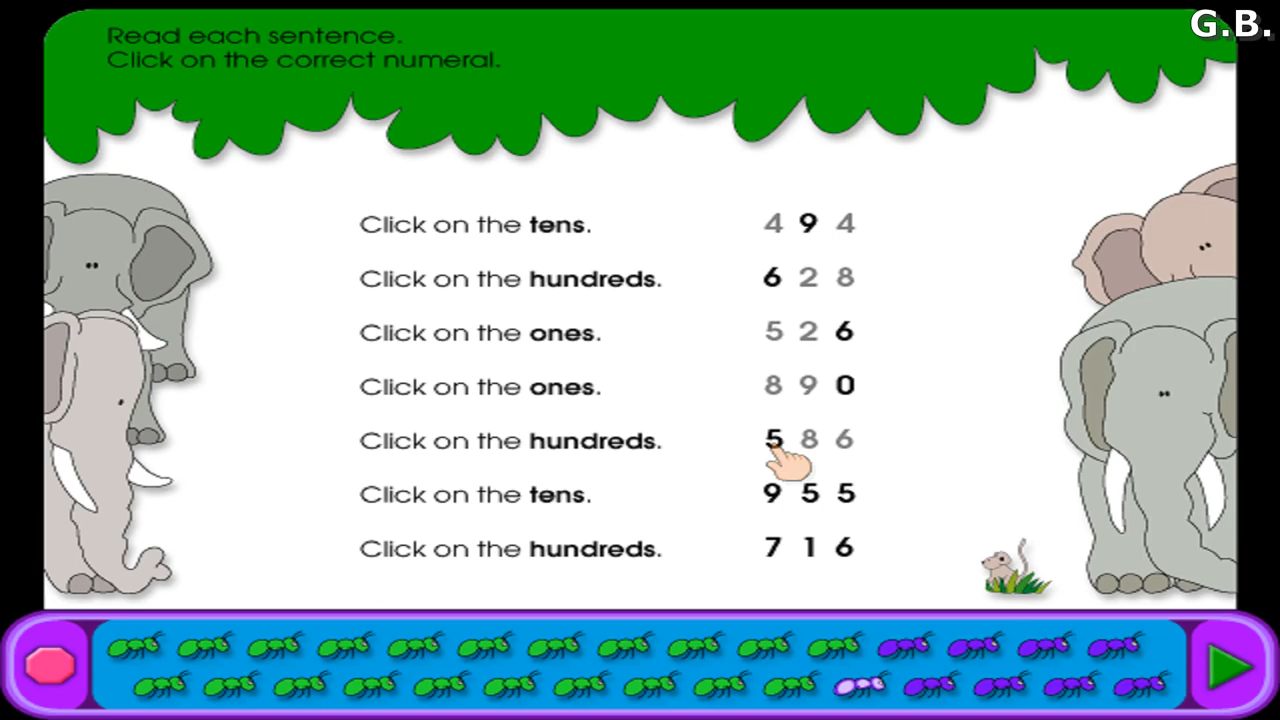 G.B.
Read each sentence.
Click on the correct numeral.
Click on the tens. 4 9 4
Click on the hundreds. 6 2 8
Click on the ones. 5 2 6
Click on the ones. 8 9 0
Click on the hundreds. 5 8 6
Click on the tens. 9 5 5
Click on the hundreds. 7 1 6